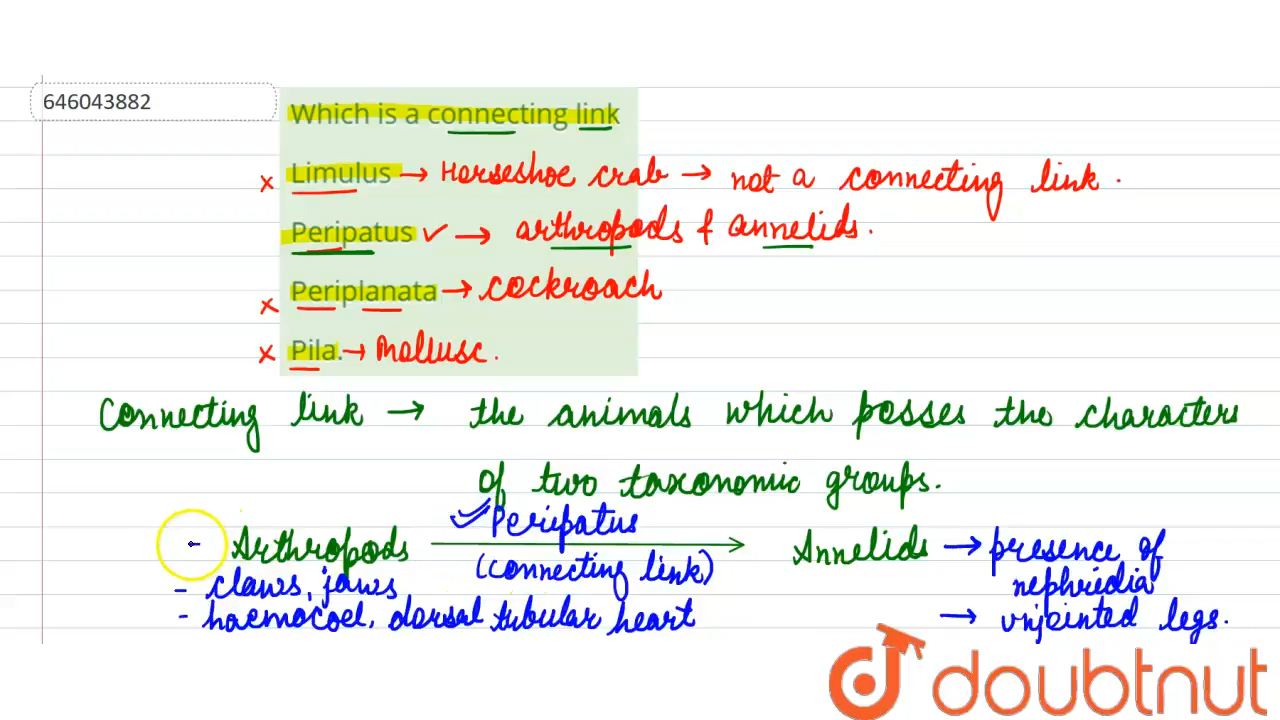 646043882
Which is a connecting link
x Limulus → Horseshoe crab → not a connecting link.
Peripatus ✓ → arthropods & annelids.
x Periplanata → cockroach
x Pila. → Mollusc.
Connecting link → the animals which posses the characters
of two taxonomic groups.
✓ Peripatus
- Arthropods → Annelids → presence of
(connecting link)
- claws, jaws nephridia
- haemocoel, dorsal tubular heart → unjointed legs.
doubtnut